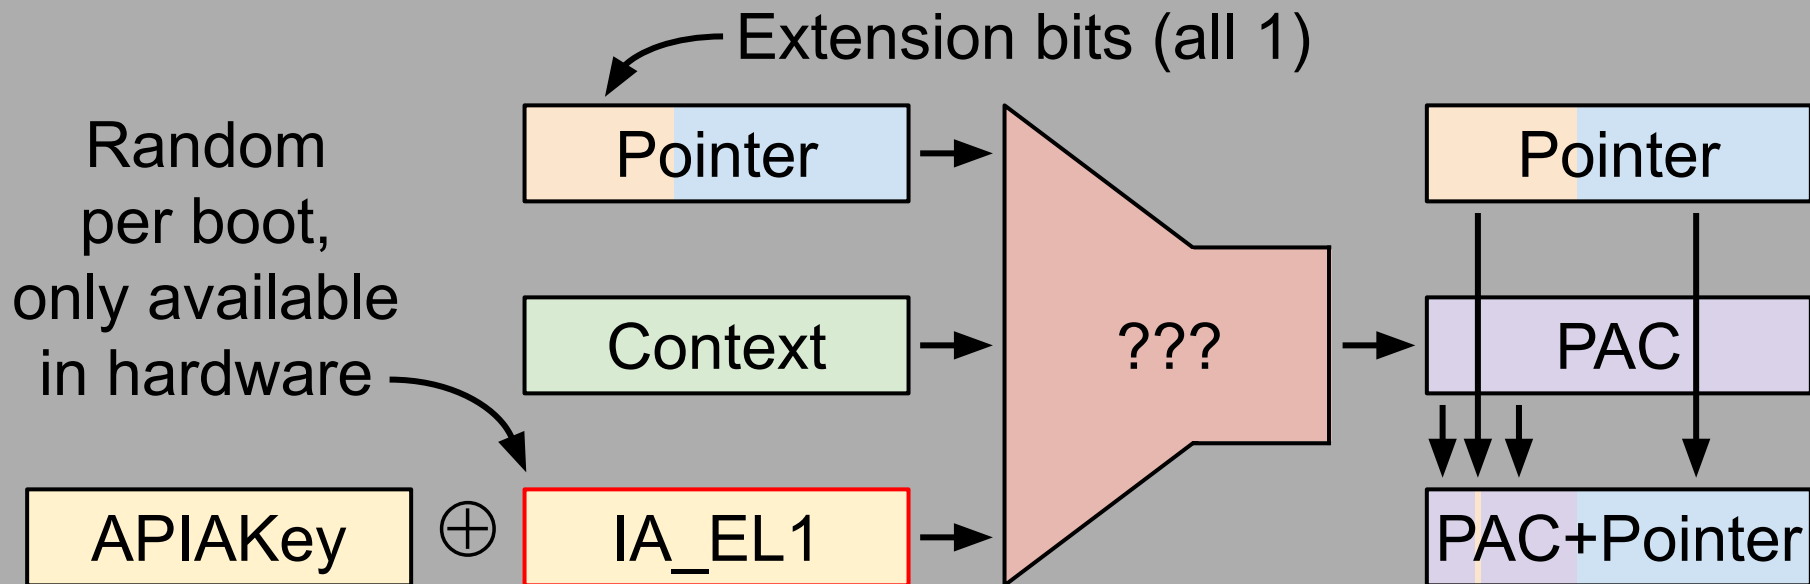 Extension bits (all 1)
Random
per boot,
only available
in hardware
Pointer
Context
APIAKey
⊕
IA_EL1
???
Pointer
PAC
PAC+Pointer